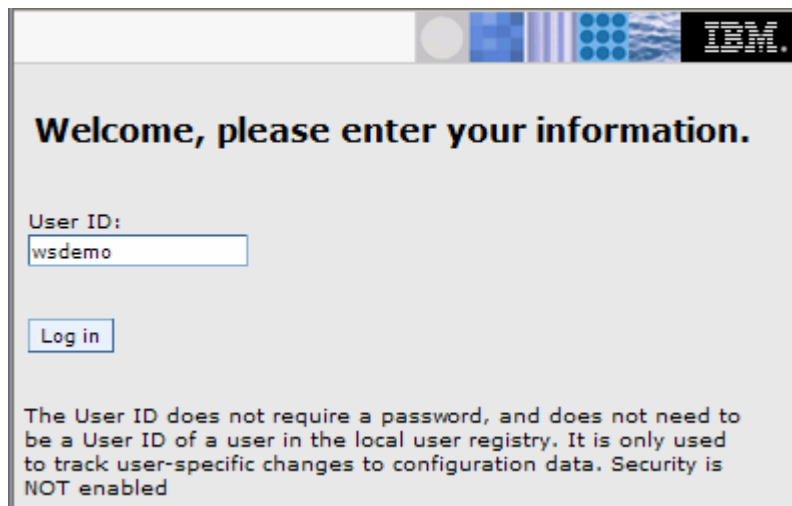 IBM.
Welcome, please enter your information.
User ID:
wsdemo
Log in
The User ID does not require a password, and does not need to
be a User ID of a user in the local user registry. It is only used
to track user-specific changes to configuration data. Security is
NOT enabled